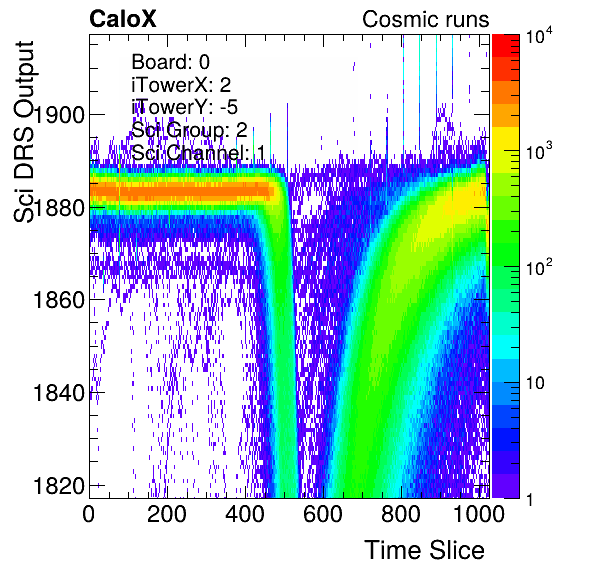 CaloX Cosmic runs
Board: 0
iTowerX: 2
iTowerY: -5
Sci Group: 2
Sci Channel: 1
Sci DRS Output
1900
1880
1860
1840
1820
0 200 400 600 800 1000
Time Slice
10^4
10^3
10^2
10
1